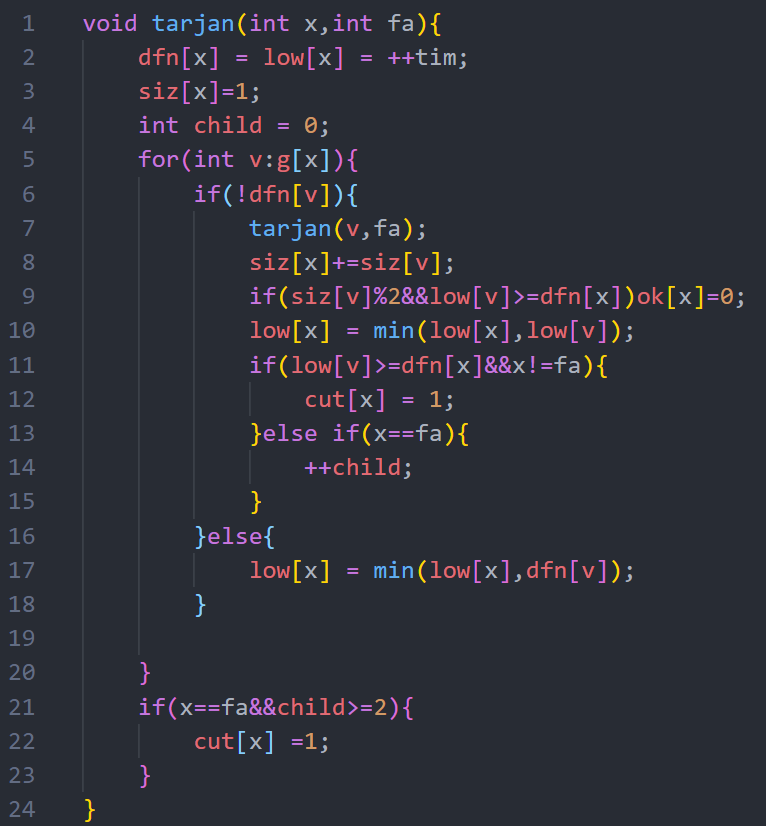 1 void tarjan(int x,int fa){
2     dfn[x] = low[x] = ++tim;
3     siz[x]=1;
4     int child = 0;
5     for(int v:g[x]){
6         if(!dfn[v]){
7             tarjan(v,fa);
8             siz[x]+=siz[v];
9             if(siz[v]%2&&low[v]>=dfn[x])ok[x]=0;
10             low[x] = min(low[x],low[v]);
11             if(low[v]>=dfn[x]&&x!=fa){
12                 cut[x] = 1;
13             }else if(x==fa){
14                 ++child;
15             }
16         }else{
17             low[x] = min(low[x],dfn[v]);
18         }
19
20     }
21     if(x==fa&&child>=2){
22         cut[x] =1;
23     }
24 }